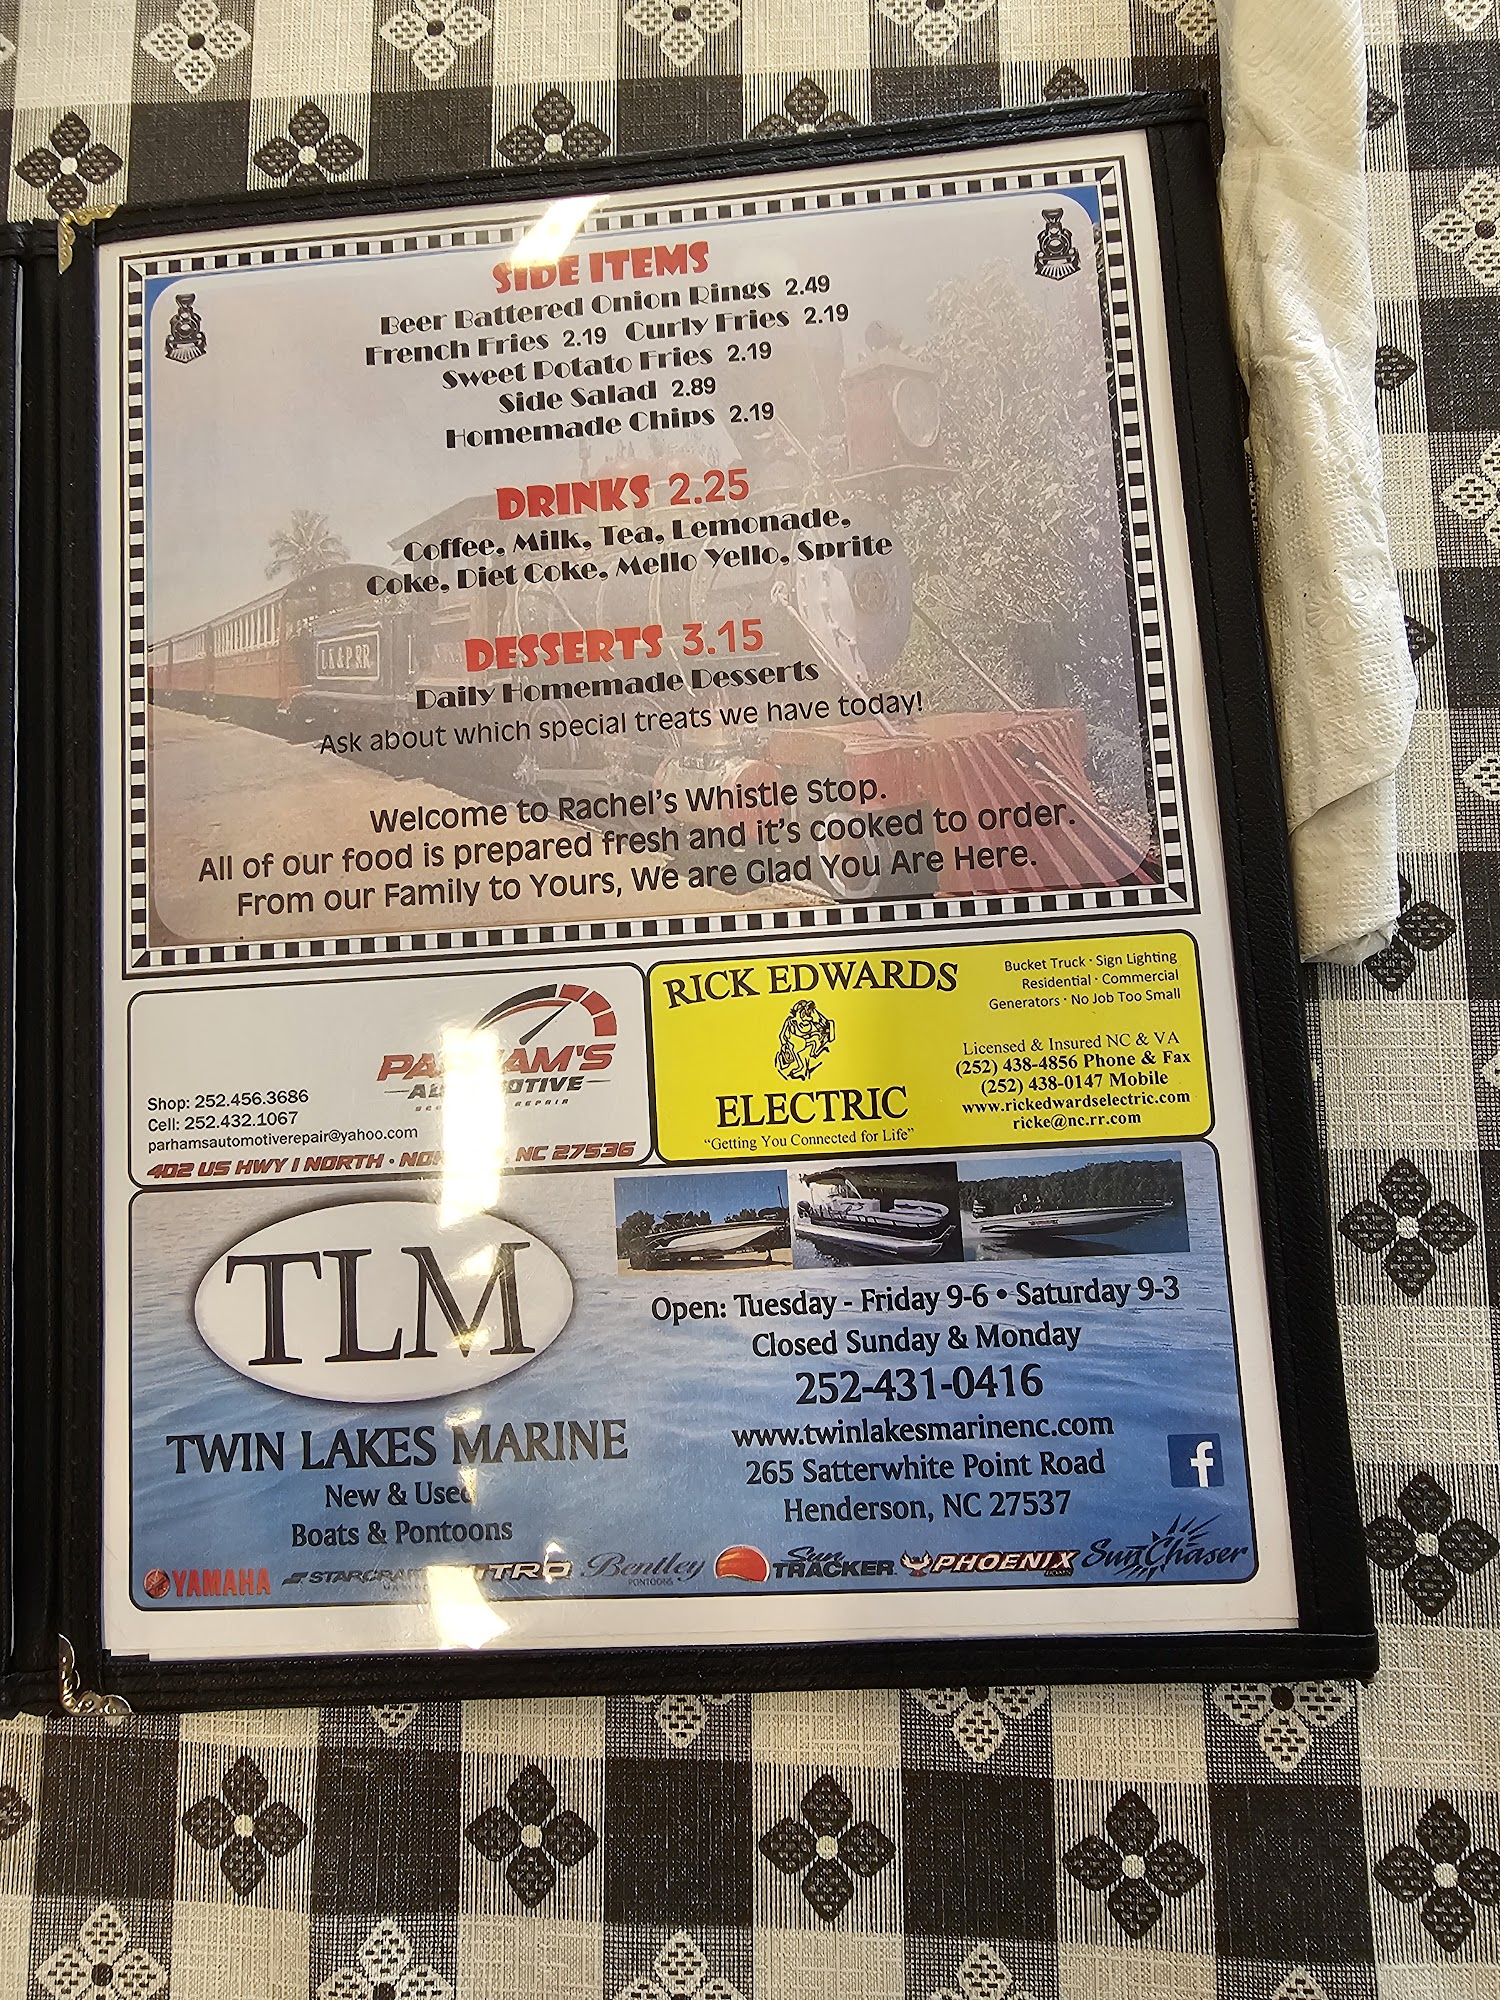 SIDE ITEMS
Beer Battered Onion Rings 2.49
French Fries 2.19 Curly Fries 2.19
Sweet Potato Fries 2.19
Side Salad 2.89
Homemade Chips 2.19
DRINKS 2.25
Coffee, Milk, Tea, Lemonade,
Coke, Diet Coke, Mello Yello, Sprite
DESSERTS 3.15
Daily Homemade Desserts
Ask about which special treats we have today!
Welcome to Rachel's Whistle Stop.
All of our food is prepared fresh and it's cooked to order.
From our Family to Yours, We are Glad You Are Here.
L K & P RR
PARHAM'S
AUTOMOTIVE
REPAIR
Shop: 252.456.3686
Cell: 252.432.1067
parhamsautomotiverepair@yahoo.com
402 US HWY 1 NORTH • NC 27536
RICK EDWARDS
ELECTRIC
"Getting You Connected for Life"
Bucket Truck · Sign Lighting
Residential · Commercial
Generators · No Job Too Small
Licensed & Insured NC & VA
(252) 438-4856 Phone & Fax
(252) 438-0147 Mobile
www.rickedwardselectric.com
ricke@nc.rr.com
TLM
TWIN LAKES MARINE
New & Used
Boats & Pontoons
Open: Tuesday - Friday 9-6 • Saturday 9-3
Closed Sunday & Monday
252-431-0416
www.twinlakesmarinenc.com
265 Satterwhite Point Road
Henderson, NC 27537
f
YAMAHA STARCRAFT NITRO Bentley PONTOONS Sun TRACKER PHOENIX SunChaser